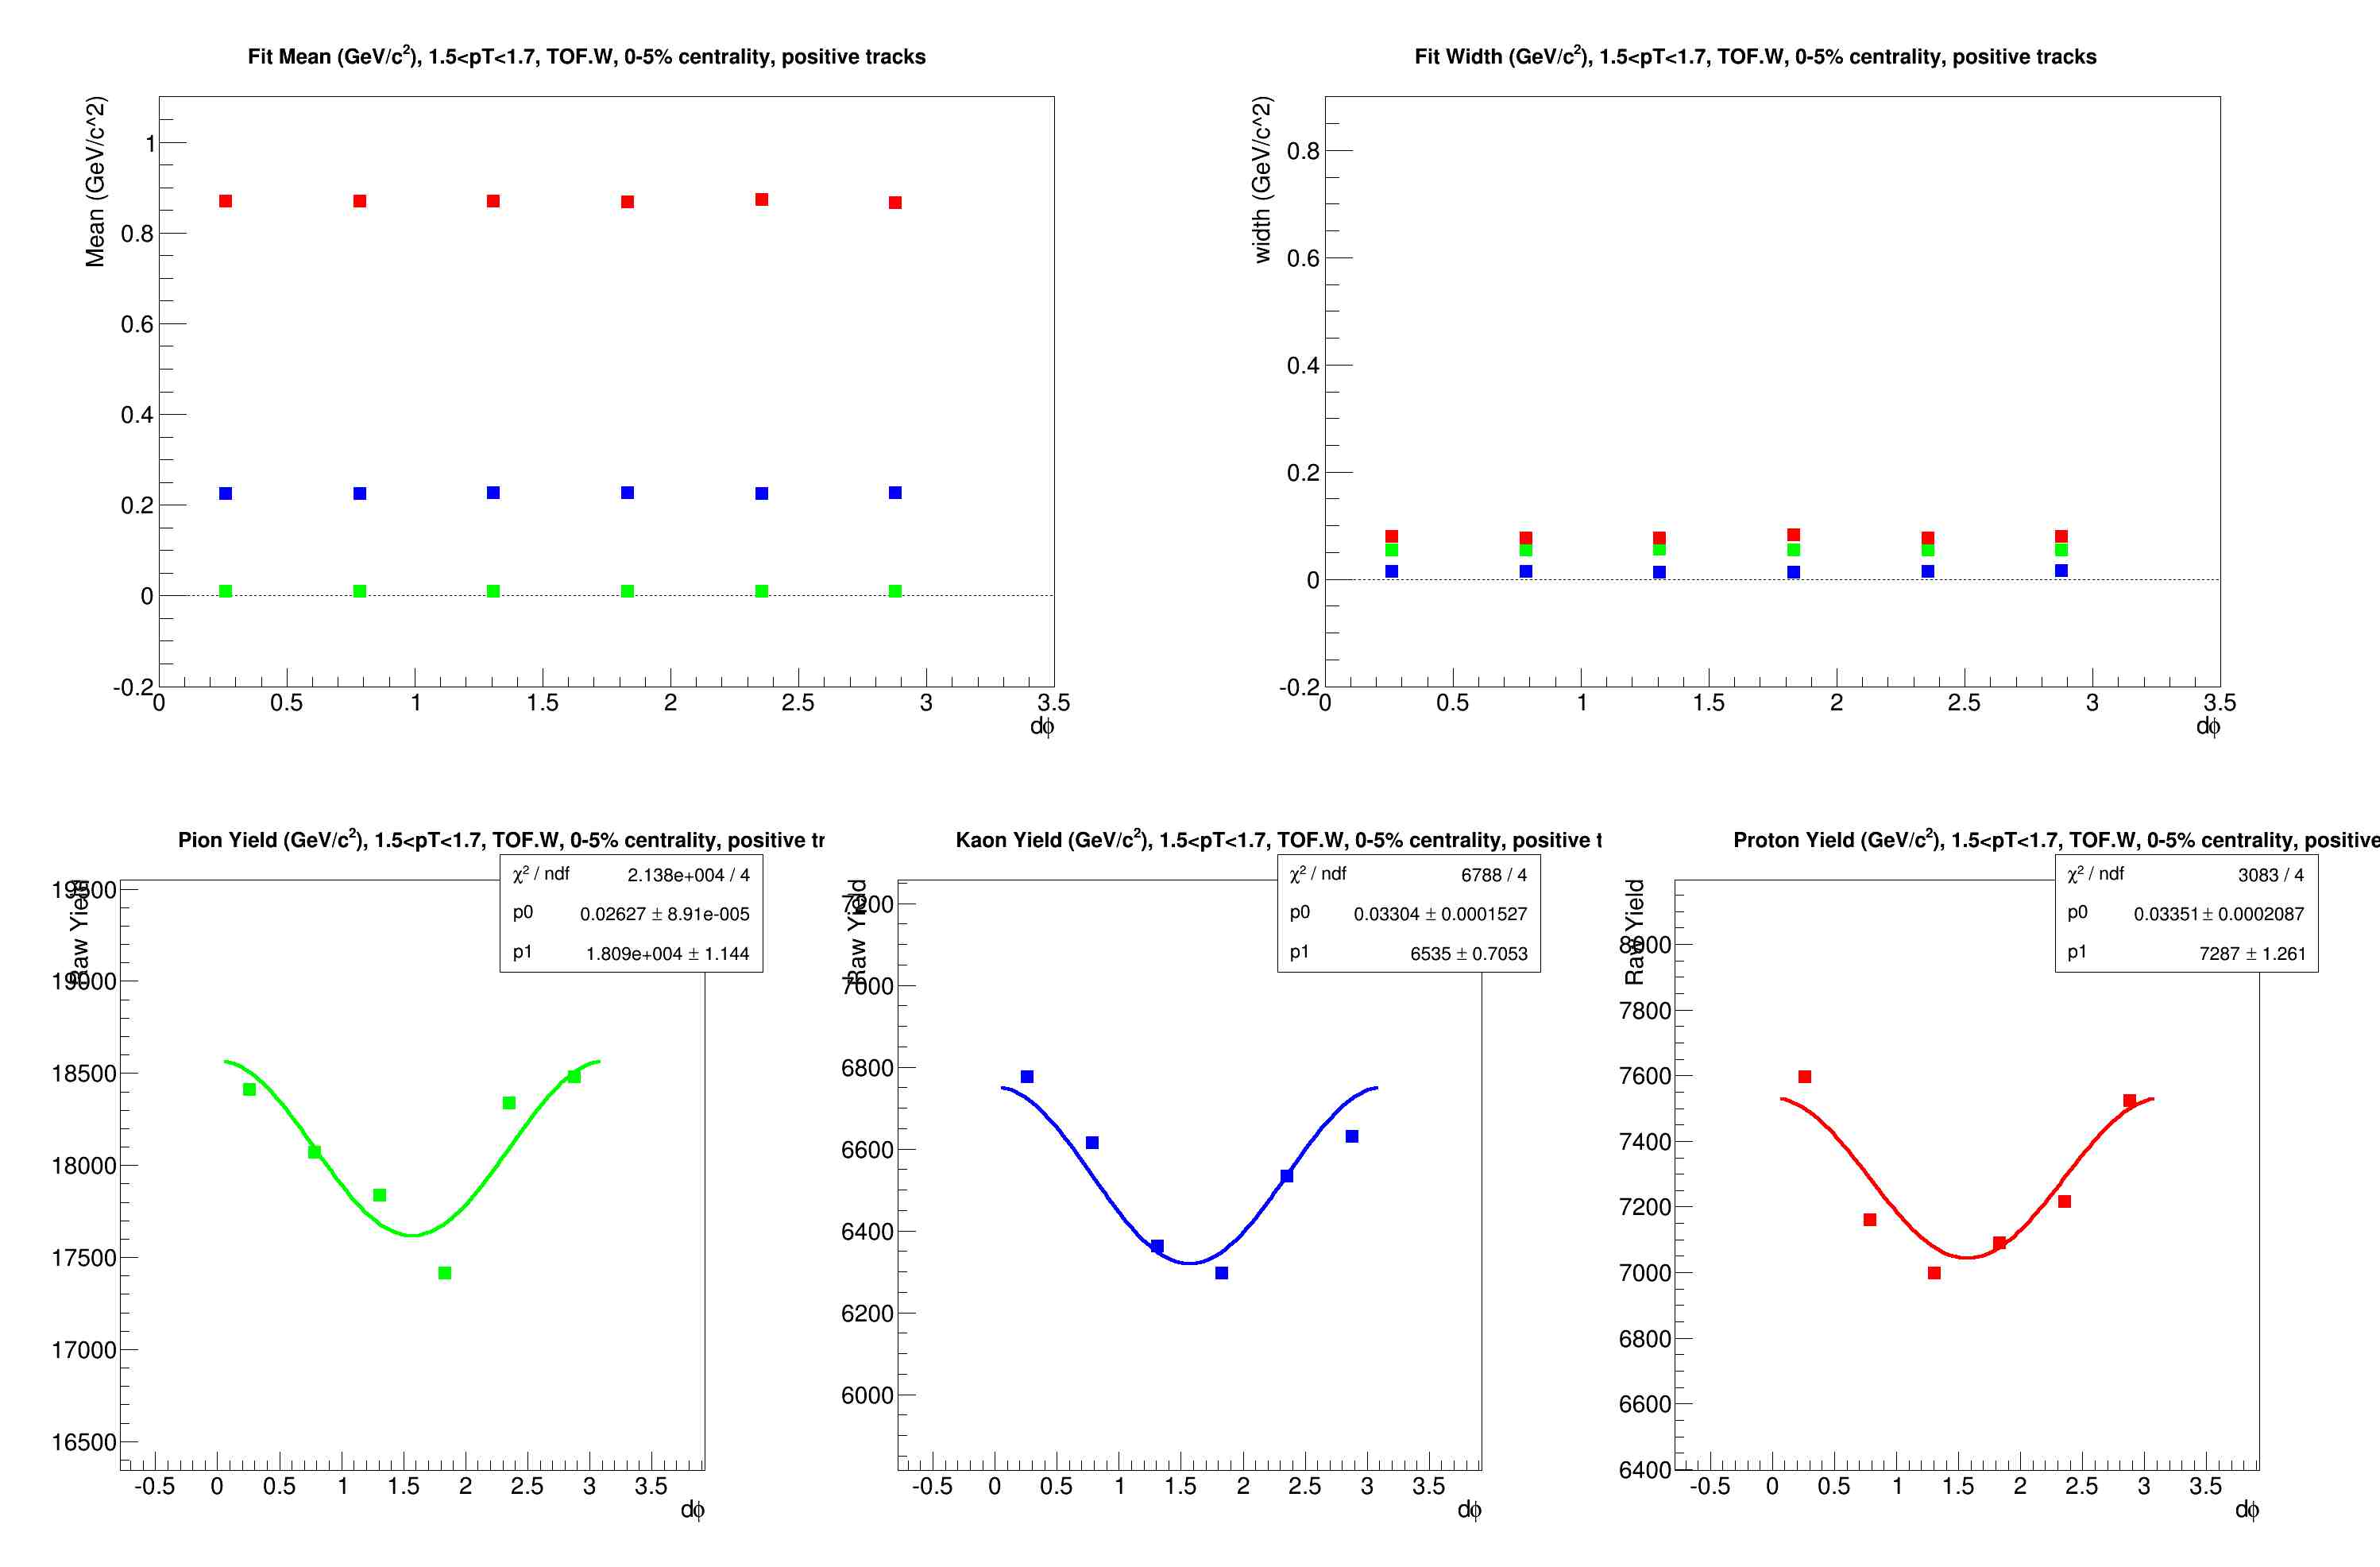 Fit Mean (GeV/c²), 1.5<pT<1.7, TOF.W, 0-5% centrality, positive tracks
Mean (GeV/c^2)
1
0.8
0.6
0.4
0.2
0
-0.2
0 0.5 1 1.5 2 2.5 3 3.5
dϕ
Fit Width (GeV/c²), 1.5<pT<1.7, TOF.W, 0-5% centrality, positive tracks
width (GeV/c^2)
0.8
0.6
0.4
0.2
0
-0.2
0 0.5 1 1.5 2 2.5 3 3.5
dϕ
Pion Yield (GeV/c²), 1.5<pT<1.7, TOF.W, 0-5% centrality, positive tr
χ² / ndf 2.138e+004 / 4
p0 0.02627 ± 8.91e-005
p1 1.809e+004 ± 1.144
Raw Yield
19500
19000
18500
18000
17500
17000
16500
-0.5 0 0.5 1 1.5 2 2.5 3 3.5
dϕ
Kaon Yield (GeV/c²), 1.5<pT<1.7, TOF.W, 0-5% centrality, positive t
χ² / ndf 6788 / 4
p0 0.03304 ± 0.0001527
p1 6535 ± 0.7053
Raw Yield
7200
7000
6800
6600
6400
6200
6000
-0.5 0 0.5 1 1.5 2 2.5 3 3.5
dϕ
Proton Yield (GeV/c²), 1.5<pT<1.7, TOF.W, 0-5% centrality, positive
χ² / ndf 3083 / 4
p0 0.03351 ± 0.0002087
p1 7287 ± 1.261
Raw Yield
8000
7800
7600
7400
7200
7000
6800
6600
6400
-0.5 0 0.5 1 1.5 2 2.5 3 3.5
dϕ